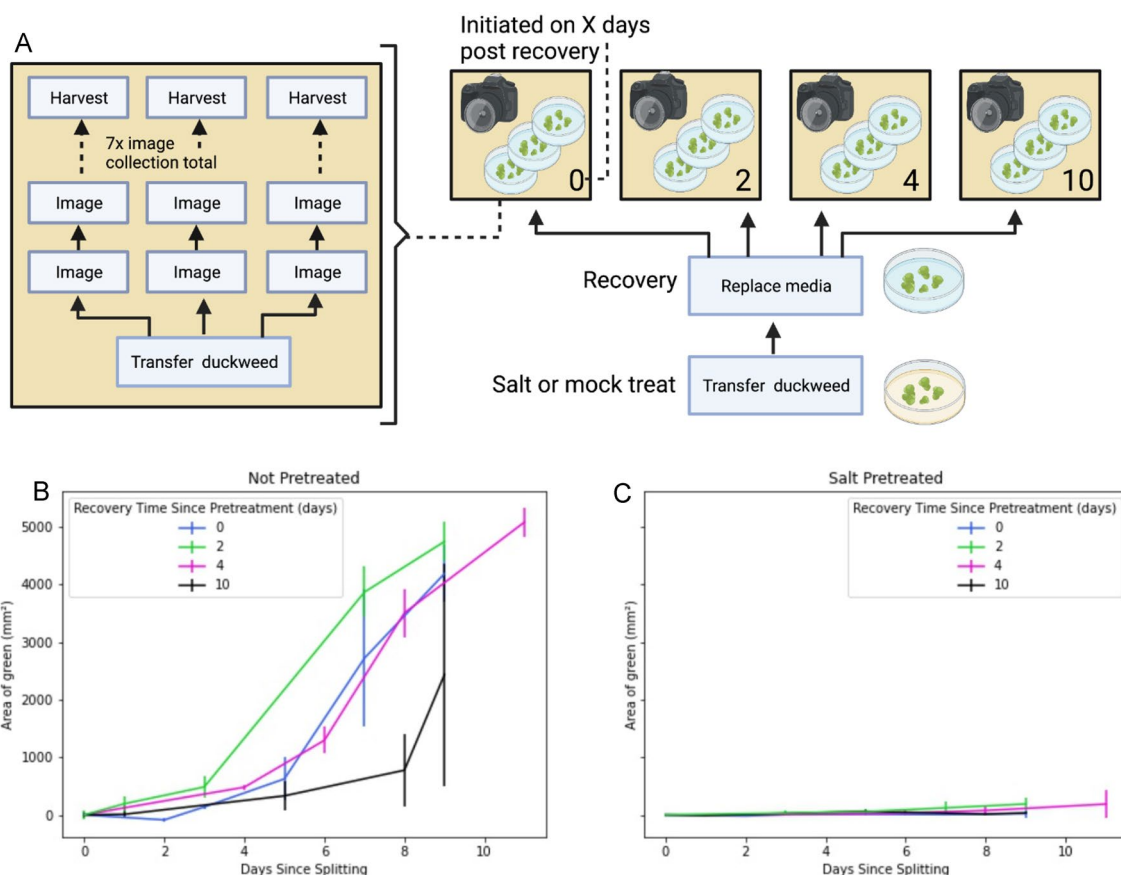 A
Initiated on X days
post recovery
Harvest
Harvest
Harvest
7x image
collection total
Image
Image
Image
Image
Image
Image
Transfer duckweed
0
2
4
10
Recovery
Replace media
Salt or mock treat
Transfer duckweed
B
Not Pretreated
Recovery Time Since Pretreatment (days)
0
2
4
10
5000
4000
3000
2000
1000
0
Area of green (mm²)
0 2 4 6 8 10
Days Since Splitting
C
Salt Pretreated
Recovery Time Since Pretreatment (days)
0
2
4
10
Area of green (mm²)
0 2 4 6 8 10
Days Since Splitting